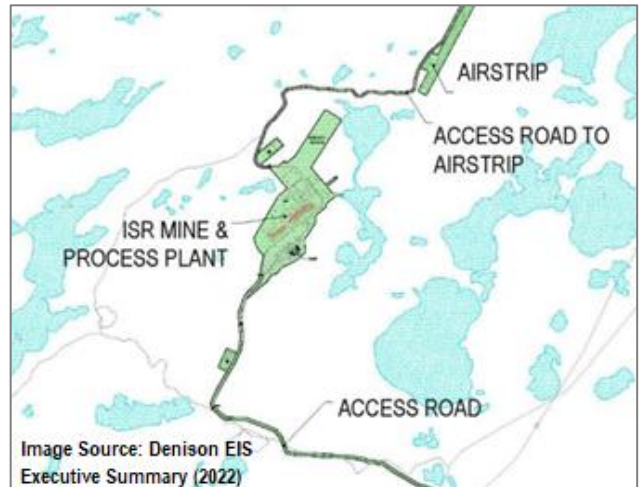 AIRSTRIP
ACCESS ROAD TO
AIRSTRIP
ISR MINE &
PROCESS PLANT
ACCESS ROAD
Image Source: Denison EIS
Executive Summary (2022)